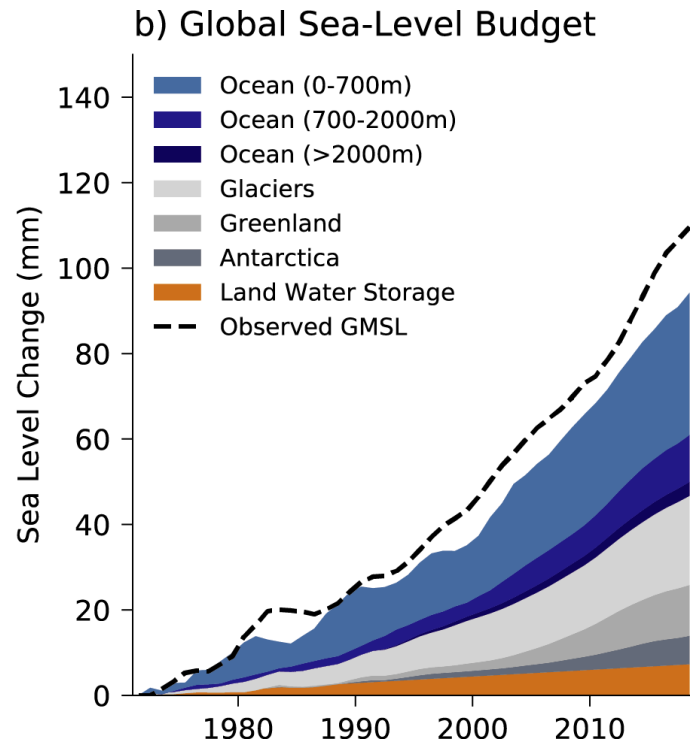 b) Global Sea-Level Budget
140
120
100
80
60
40
20
0
Sea Level Change (mm)
Ocean (0-700m)
Ocean (700-2000m)
Ocean (>2000m)
Glaciers
Greenland
Antarctica
Land Water Storage
Observed GMSL
1980 1990 2000 2010